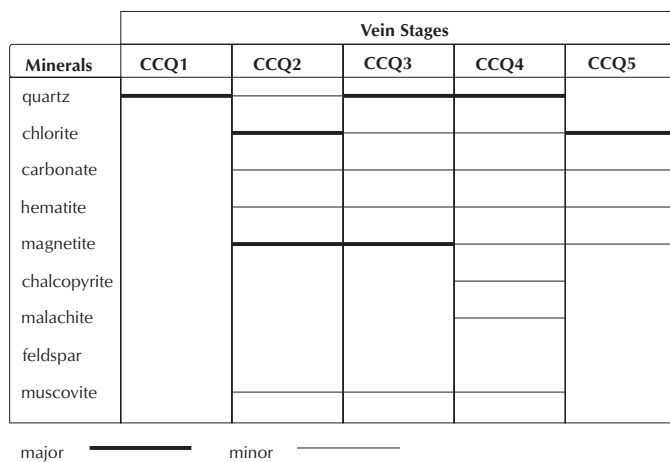 Vein Stages
Minerals CCQ1 CCQ2 CCQ3 CCQ4 CCQ5
quartz
chlorite
carbonate
hematite
magnetite
chalcopyrite
malachite
feldspar
muscovite
major minor